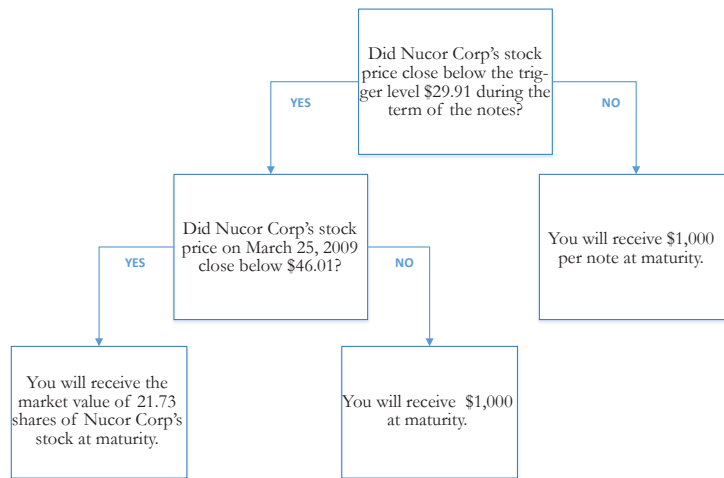 Did Nucor Corp's stock
price close below the trig-
ger level $29.91 during the
term of the notes?
YES
NO
Did Nucor Corp's stock
price on March 25, 2009
close below $46.01?
You will receive $1,000
per note at maturity.
YES
NO
You will receive the
market value of 21.73
shares of Nucor Corp's
stock at maturity.
You will receive $1,000
at maturity.